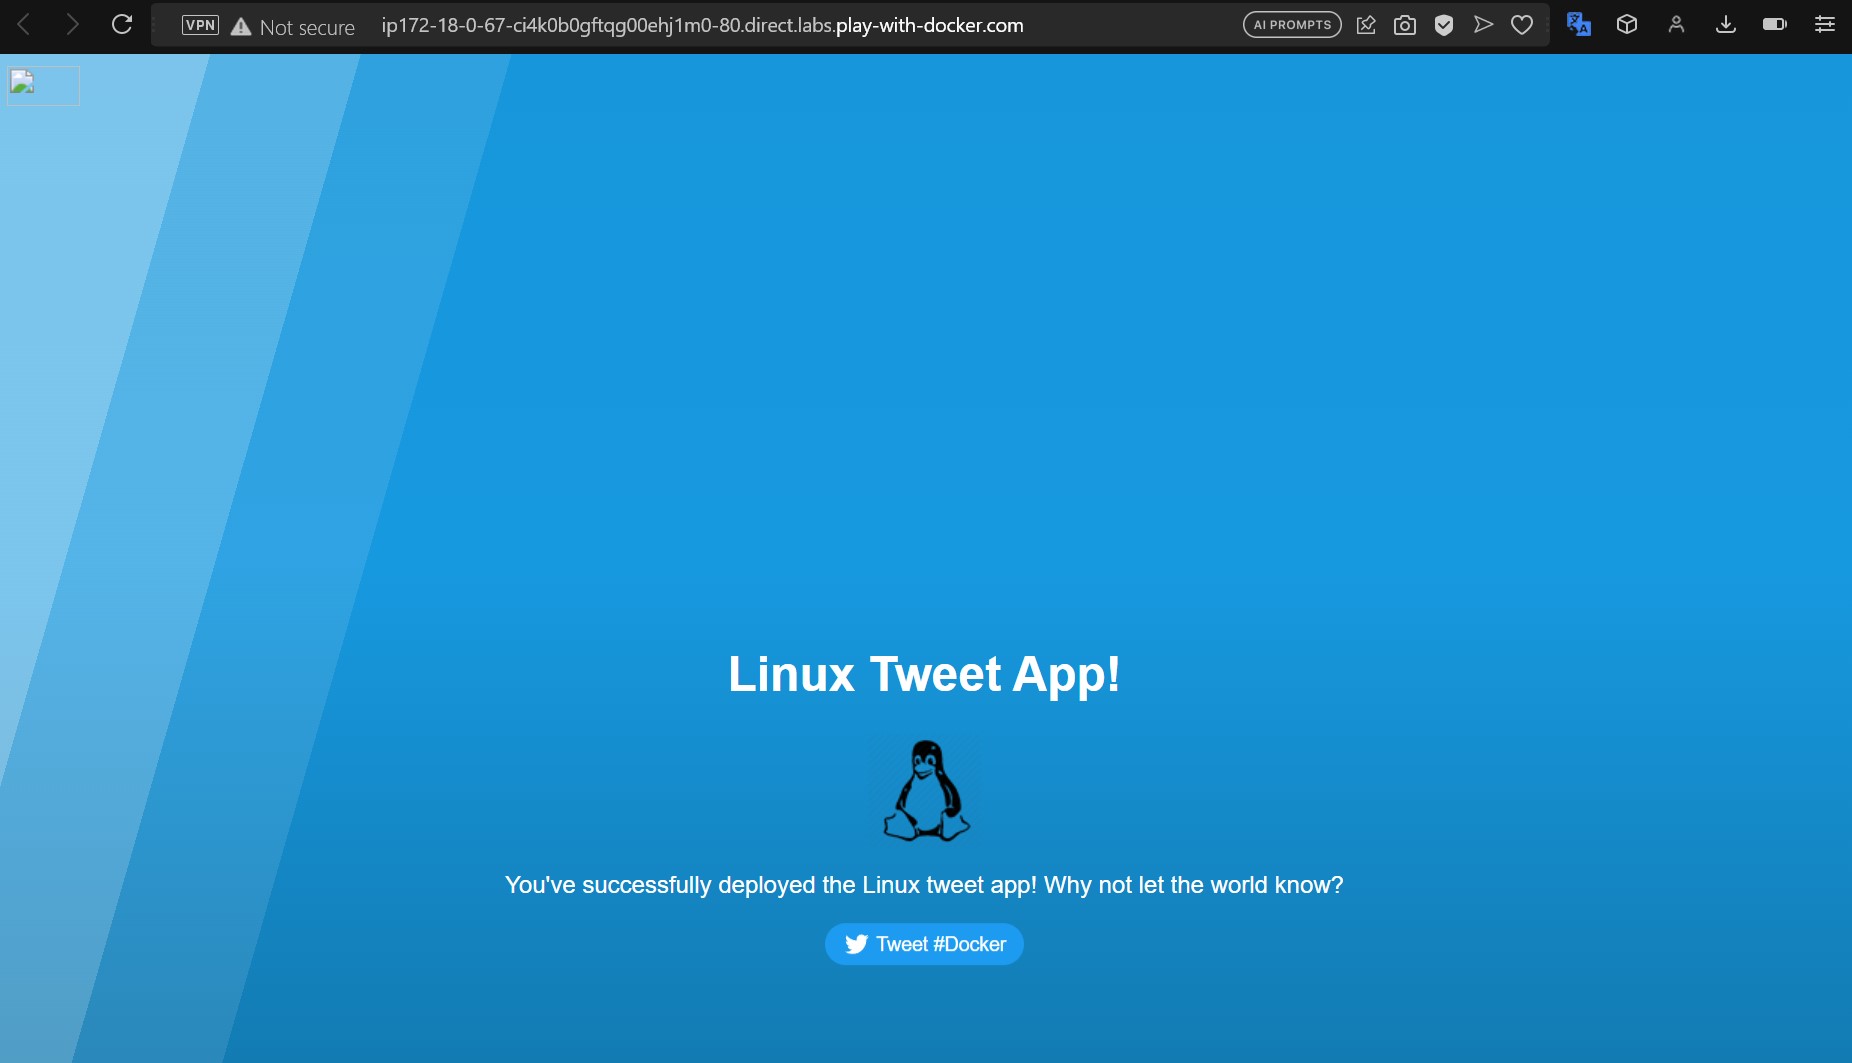 VPN Not secure ip172-18-0-67-ci4k0b0gftqg00ehj1m0-80.direct.labs.play-with-docker.com AI PROMPTS
Linux Tweet App!
You've successfully deployed the Linux tweet app! Why not let the world know?
Tweet #Docker